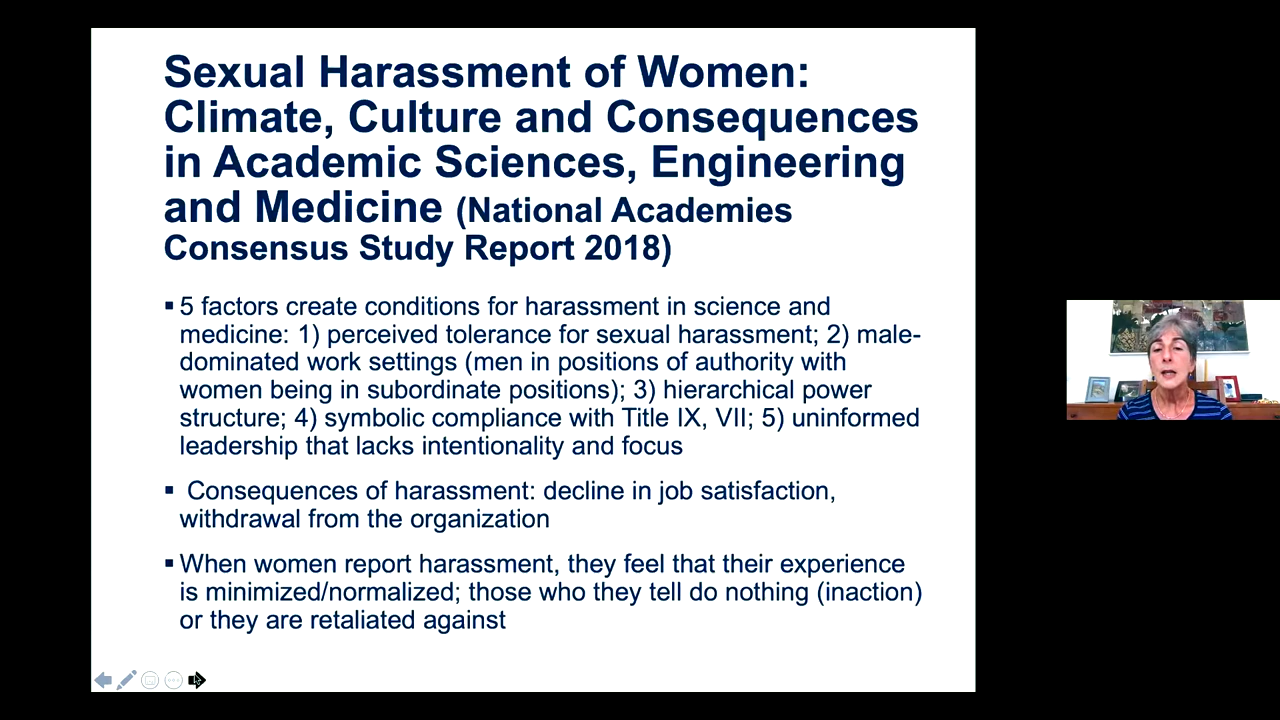 Sexual Harassment of Women:
Climate, Culture and Consequences
in Academic Sciences, Engineering
and Medicine (National Academies
Consensus Study Report 2018)
▪ 5 factors create conditions for harassment in science and
medicine: 1) perceived tolerance for sexual harassment; 2) male-
dominated work settings (men in positions of authority with
women being in subordinate positions); 3) hierarchical power
structure; 4) symbolic compliance with Title IX, VII; 5) uninformed
leadership that lacks intentionality and focus
▪ Consequences of harassment: decline in job satisfaction,
withdrawal from the organization
▪ When women report harassment, they feel that their experience
is minimized/normalized; those who they tell do nothing (inaction)
or they are retaliated against